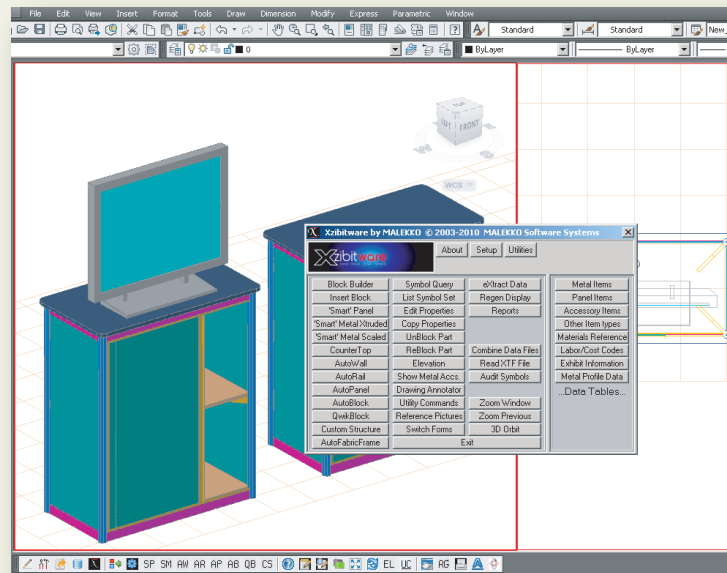 File Edit View Insert Format Tools Draw Dimension Modify Express Parametric Window
Standard Standard New_
0 ByLayer ByLayer
TOP
LEFT FRONT
WCS
Xzibitware by MALEKKO © 2003-2010 MALEKKO Software Systems
Xzibitware About Setup Utilities
Block Builder Symbol Query eXtract Data Metal Items
Insert Block List Symbol Set Regen Display Panel Items
'Smart' Panel Edit Properties Reports Accessory Items
'Smart' Metal Xtruded Copy Properties Other Item types
'Smart' Metal Scaled UnBlock Part Materials Reference
CounterTop ReBlock Part Combine Data Files Labor/Cost Codes
AutoWall Elevation Read XTF File Exhibit Information
AutoRail Show Metal Accs. Audit Symbols Metal Profile Data
AutoPanel Drawing Annotator ...Data Tables...
AutoBlock Utility Commands Zoom Window
QwikBlock Reference Pictures Zoom Previous
Custom Structure Switch Forms 3D Orbit
AutoFabricFrame Exit
SP SM AW AR AP AB QB CS EL UC RG